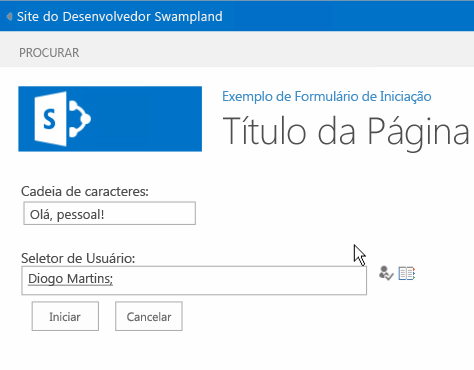 Site do Desenvolvedor Swampland
PROCURAR
S
Exemplo de Formulário de Iniciação
Título da Página
Cadeia de caracteres:
Olá, pessoal!
Seletor de Usuário:
Diogo Martins;
Iniciar Cancelar